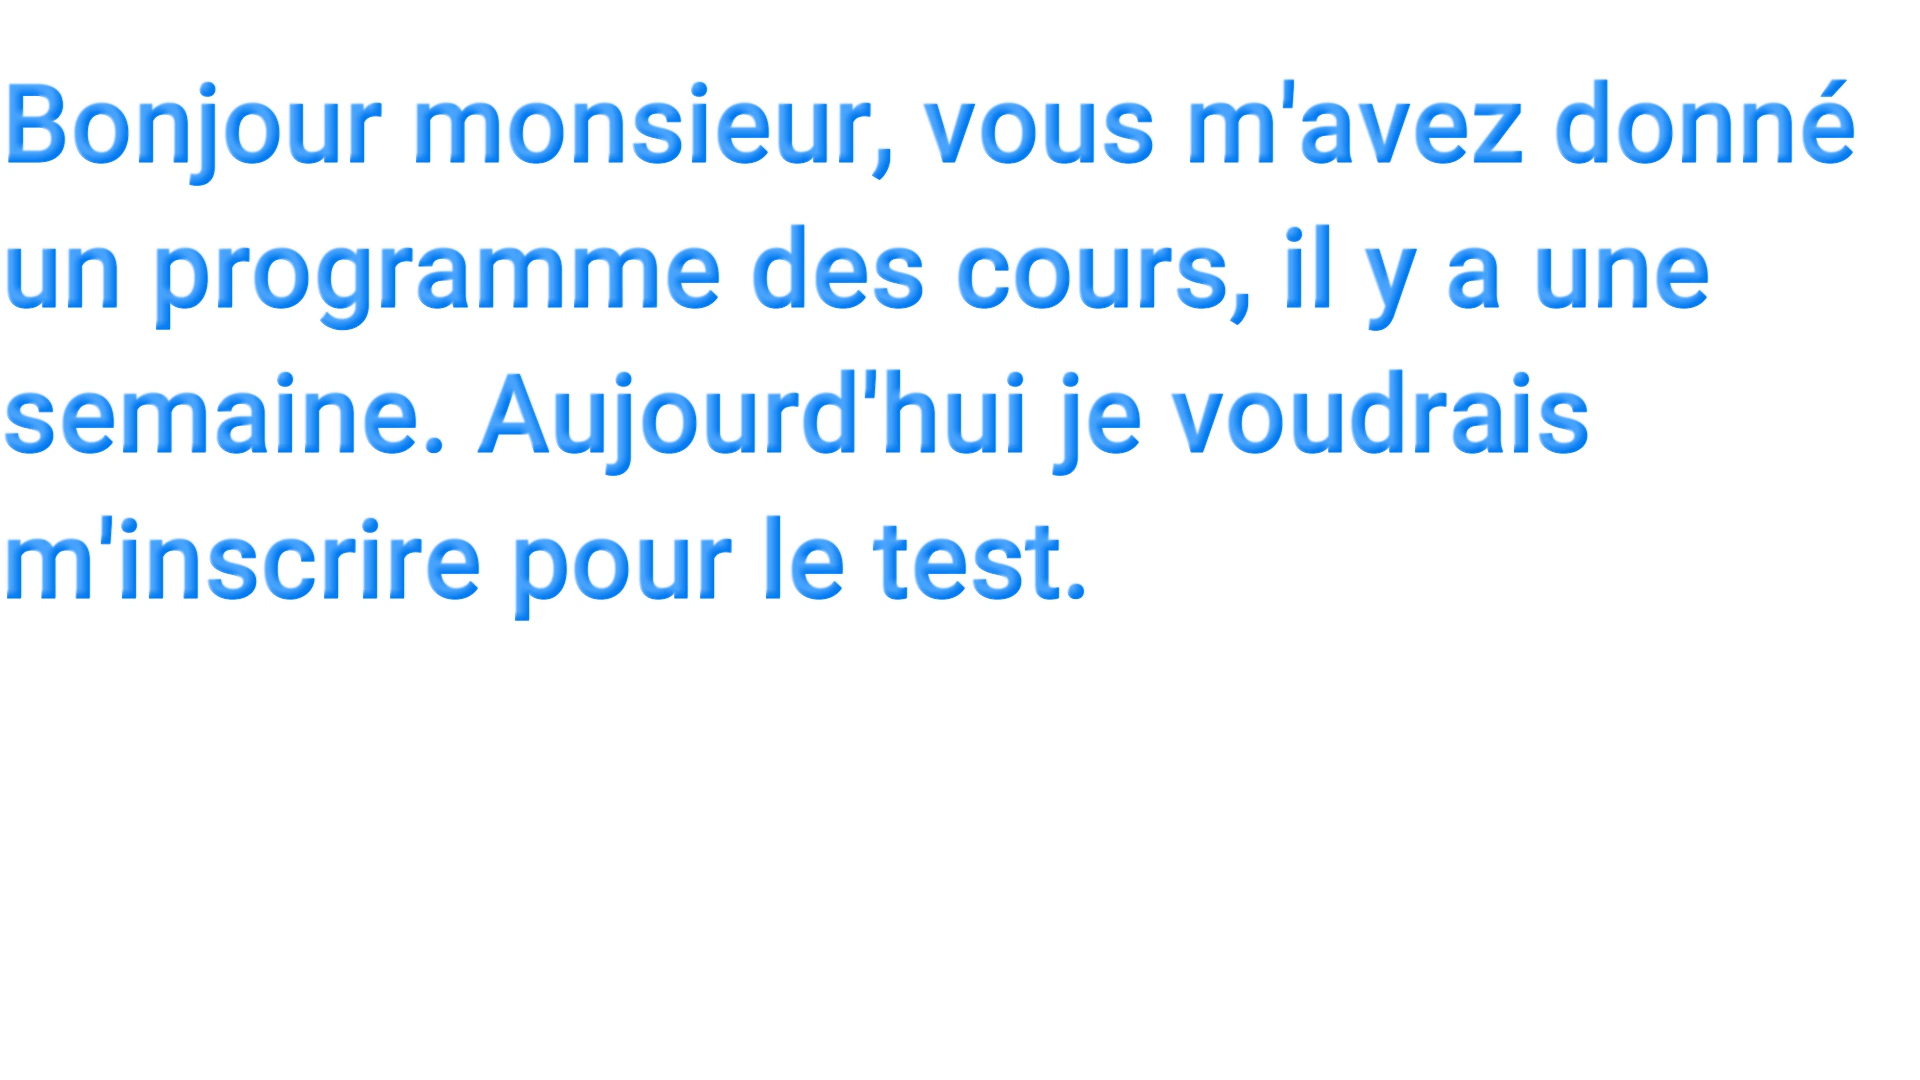 Bonjour monsieur, vous m'avez donné
un programme des cours, il y a une
semaine. Aujourd'hui je voudrais
m'inscrire pour le test.